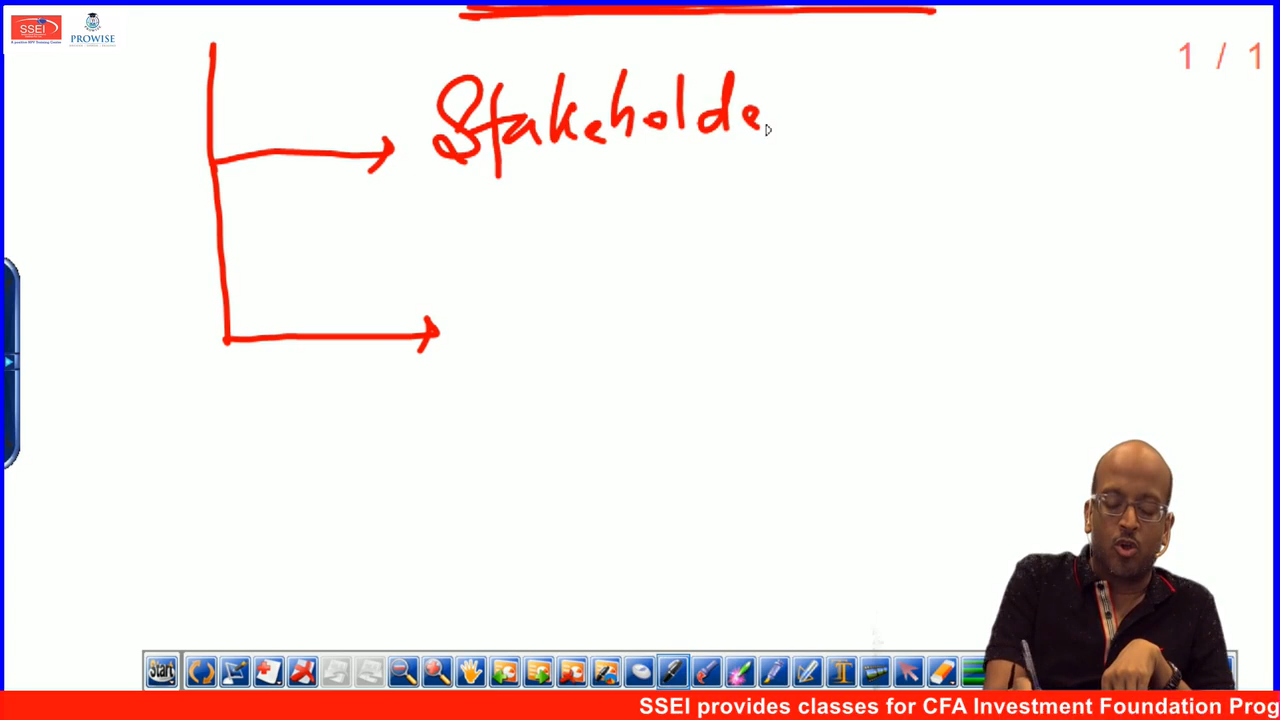 SSEI
PROWISE
1 / 1
Stakeholde
Start
SSEI provides classes for CFA Investment Foundation Prog